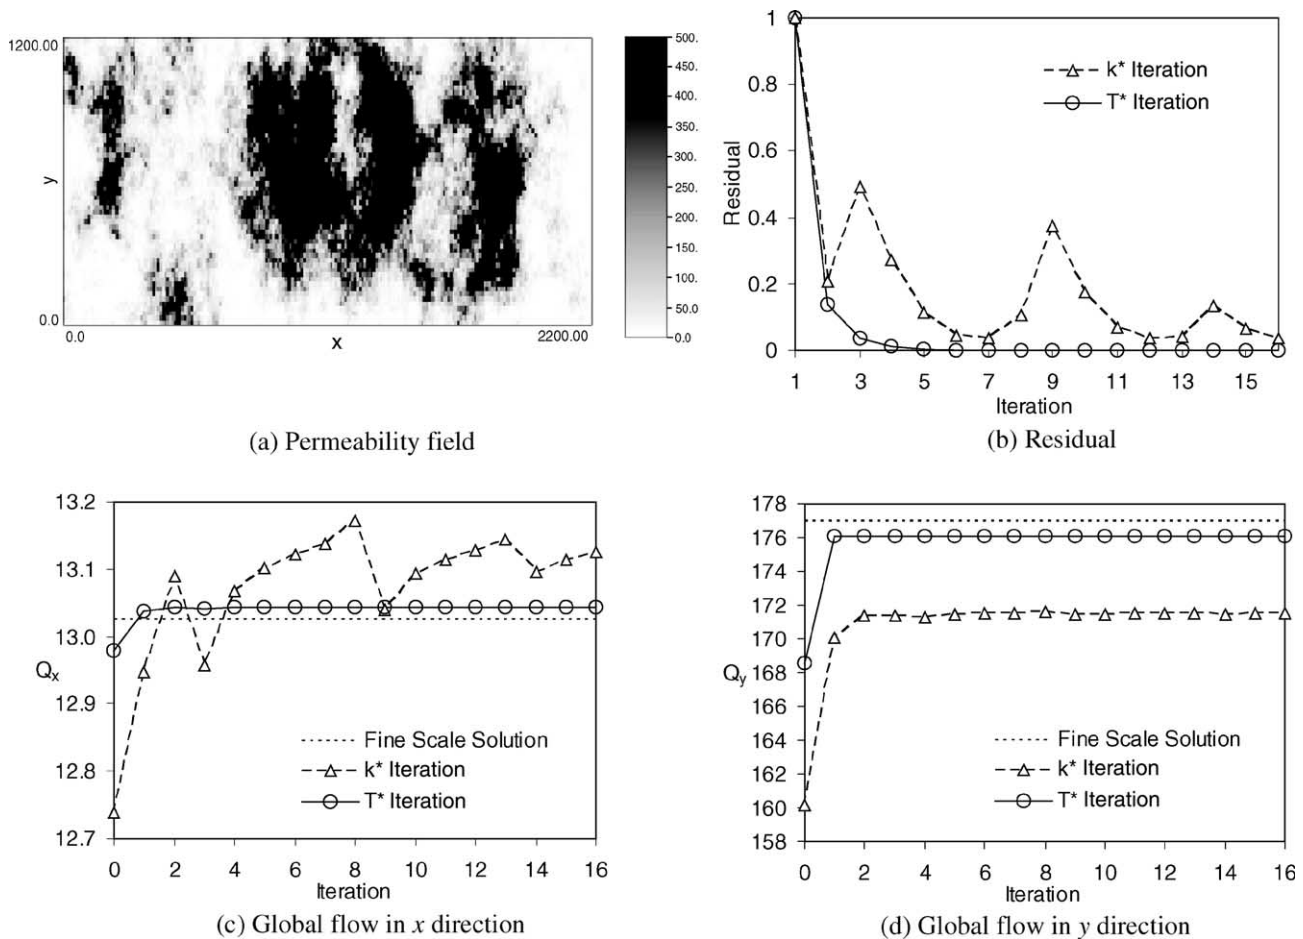 1200.00
y
0.0
0.0
x
2200.00
500.
450.
400.
350.
300.
250.
200.
150.
100.
50.0
0.0
(a) Permeability field
1
0.8
0.6
0.4
0.2
0
Residual
k* Iteration
T* Iteration
1 3 5 7 9 11 13 15
Iteration
(b) Residual
13.2
13.1
13.0
12.9
12.8
12.7
Qx
Fine Scale Solution
k* Iteration
T* Iteration
0 2 4 6 8 10 12 14 16
Iteration
(c) Global flow in x direction
178
176
174
172
170
168
166
164
162
160
158
Qy
Fine Scale Solution
k* Iteration
T* Iteration
0 2 4 6 8 10 12 14 16
Iteration
(d) Global flow in y direction